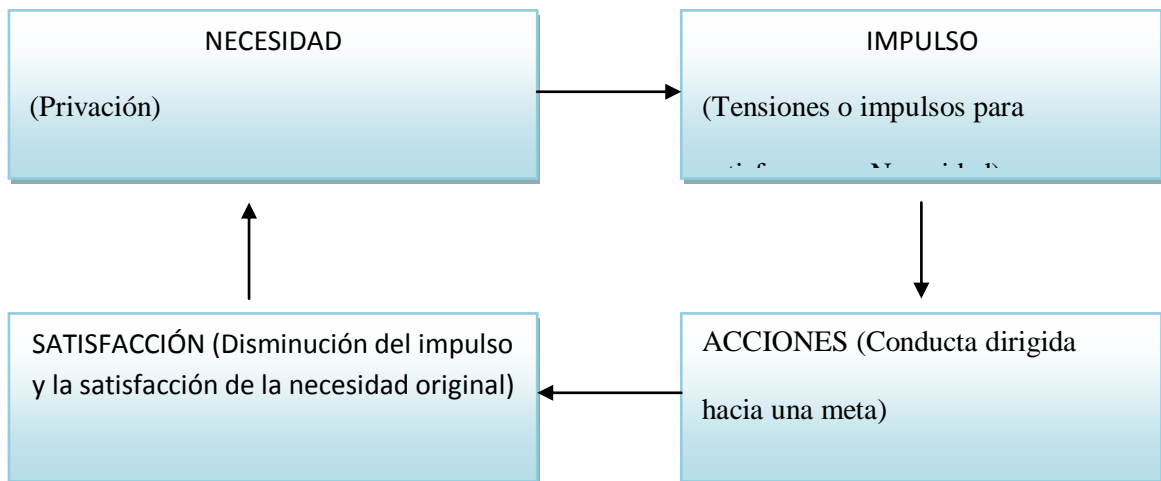 NECESIDAD
(Privación)
IMPULSO
(Tensiones o impulsos para
ACCIONES (Conducta dirigida
hacia una meta)
SATISFACCIÓN (Disminución del impulso
y la satisfacción de la necesidad original)